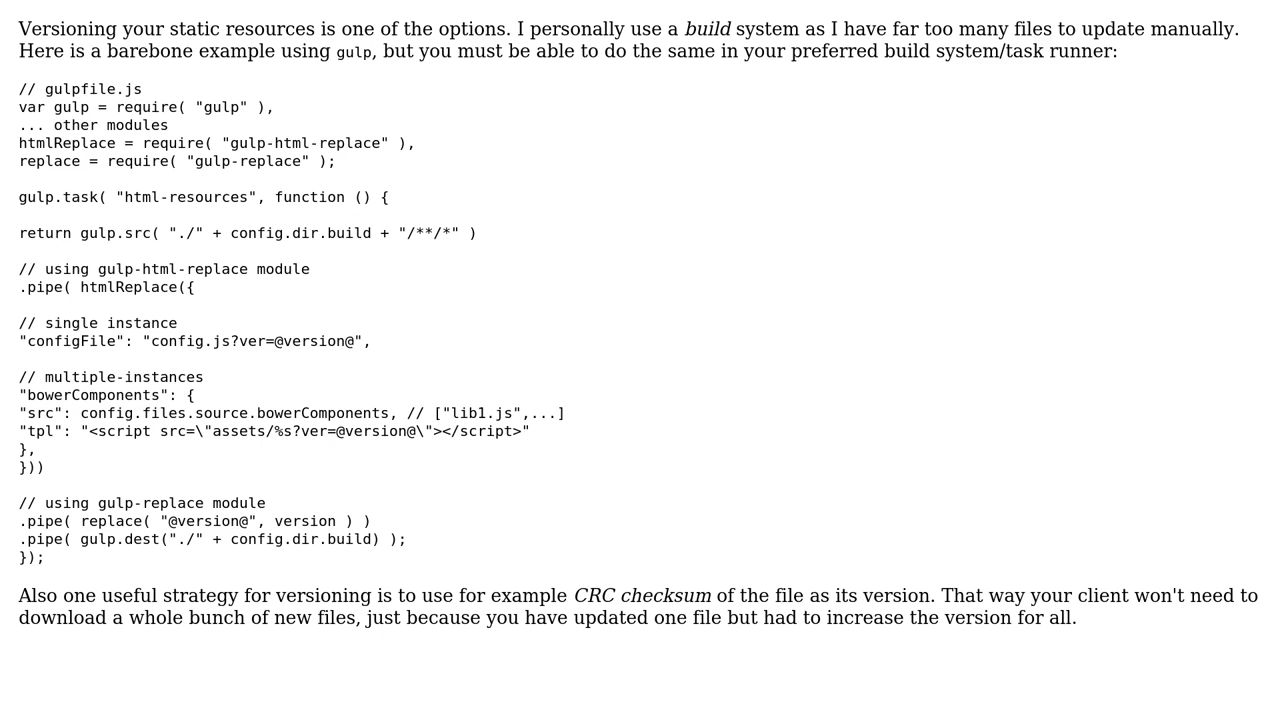 Versioning your static resources is one of the options. I personally use a build system as I have far too many files to update manually.
Here is a barebone example using gulp, but you must be able to do the same in your preferred build system/task runner:
// gulpfile.js
var gulp = require( "gulp" ),
... other modules
htmlReplace = require( "gulp-html-replace" ),
replace = require( "gulp-replace" );
gulp.task( "html-resources", function () {
return gulp.src( "./" + config.dir.build + "/**/*" )
// using gulp-html-replace module
.pipe( htmlReplace({
// single instance
"configFile": "config.js?ver=@version@",
// multiple-instances
"bowerComponents": {
"src": config.files.source.bowerComponents, // ["lib1.js",...]
"tpl": "<script src=\"assets/%s?ver=@version@\"></script>"
},
}))
// using gulp-replace module
.pipe( replace( "@version@", version ) )
.pipe( gulp.dest("./" + config.dir.build) );
});
Also one useful strategy for versioning is to use for example CRC checksum of the file as its version. That way your client won't need to
download a whole bunch of new files, just because you have updated one file but had to increase the version for all.